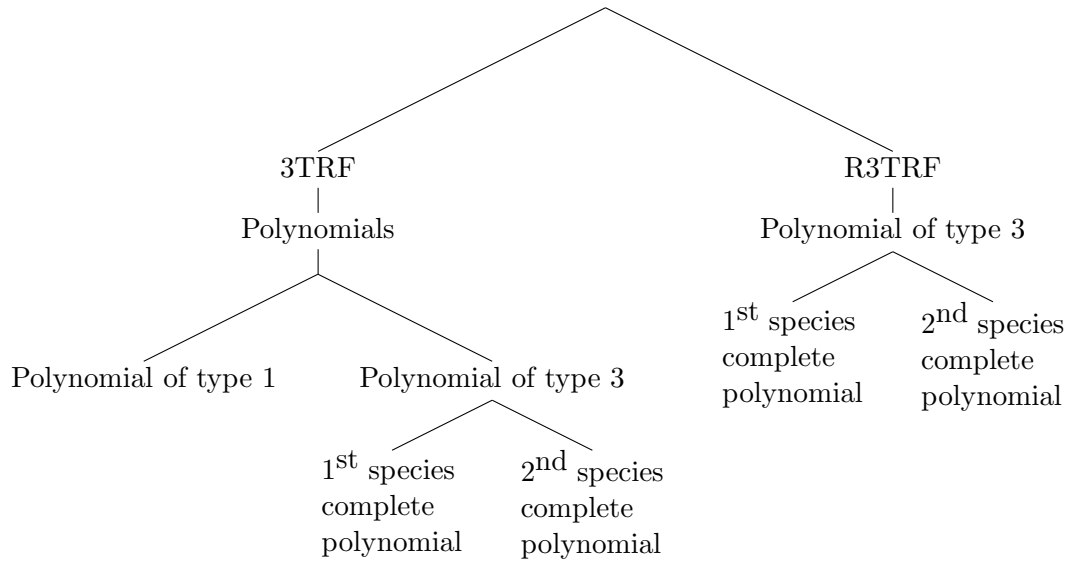 3TRF
R3TRF
Polynomials
Polynomial of type 3
1st species
complete
polynomial
2nd species
complete
polynomial
Polynomial of type 1
Polynomial of type 3
1st species
complete
polynomial
2nd species
complete
polynomial